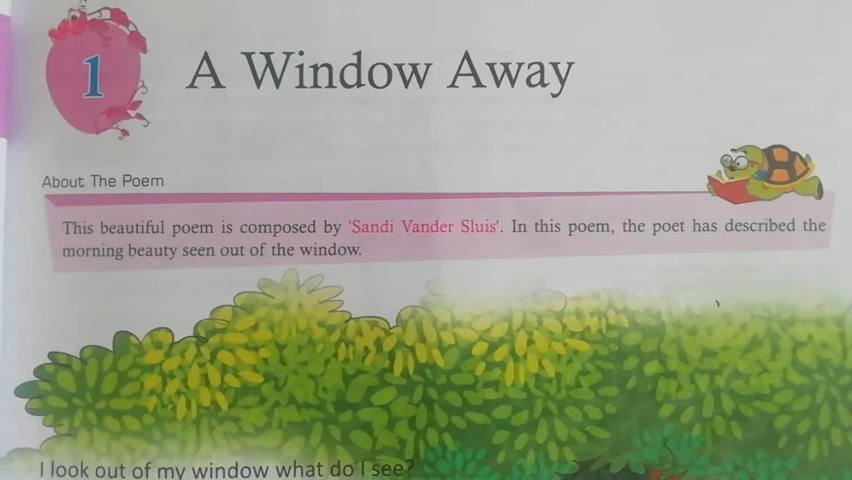 1
A Window Away
About The Poem
This beautiful poem is composed by 'Sandi Vander Sluis'. In this poem, the poet has described the
morning beauty seen out of the window.
I look out of my window what do I see?